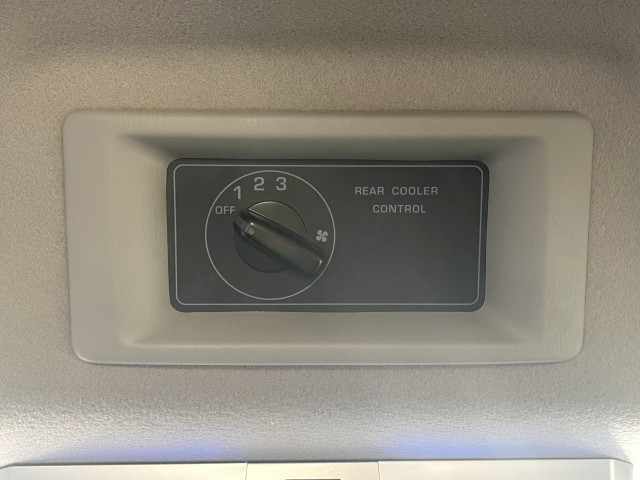 OFF 1 2 3
REAR COOLER
CONTROL